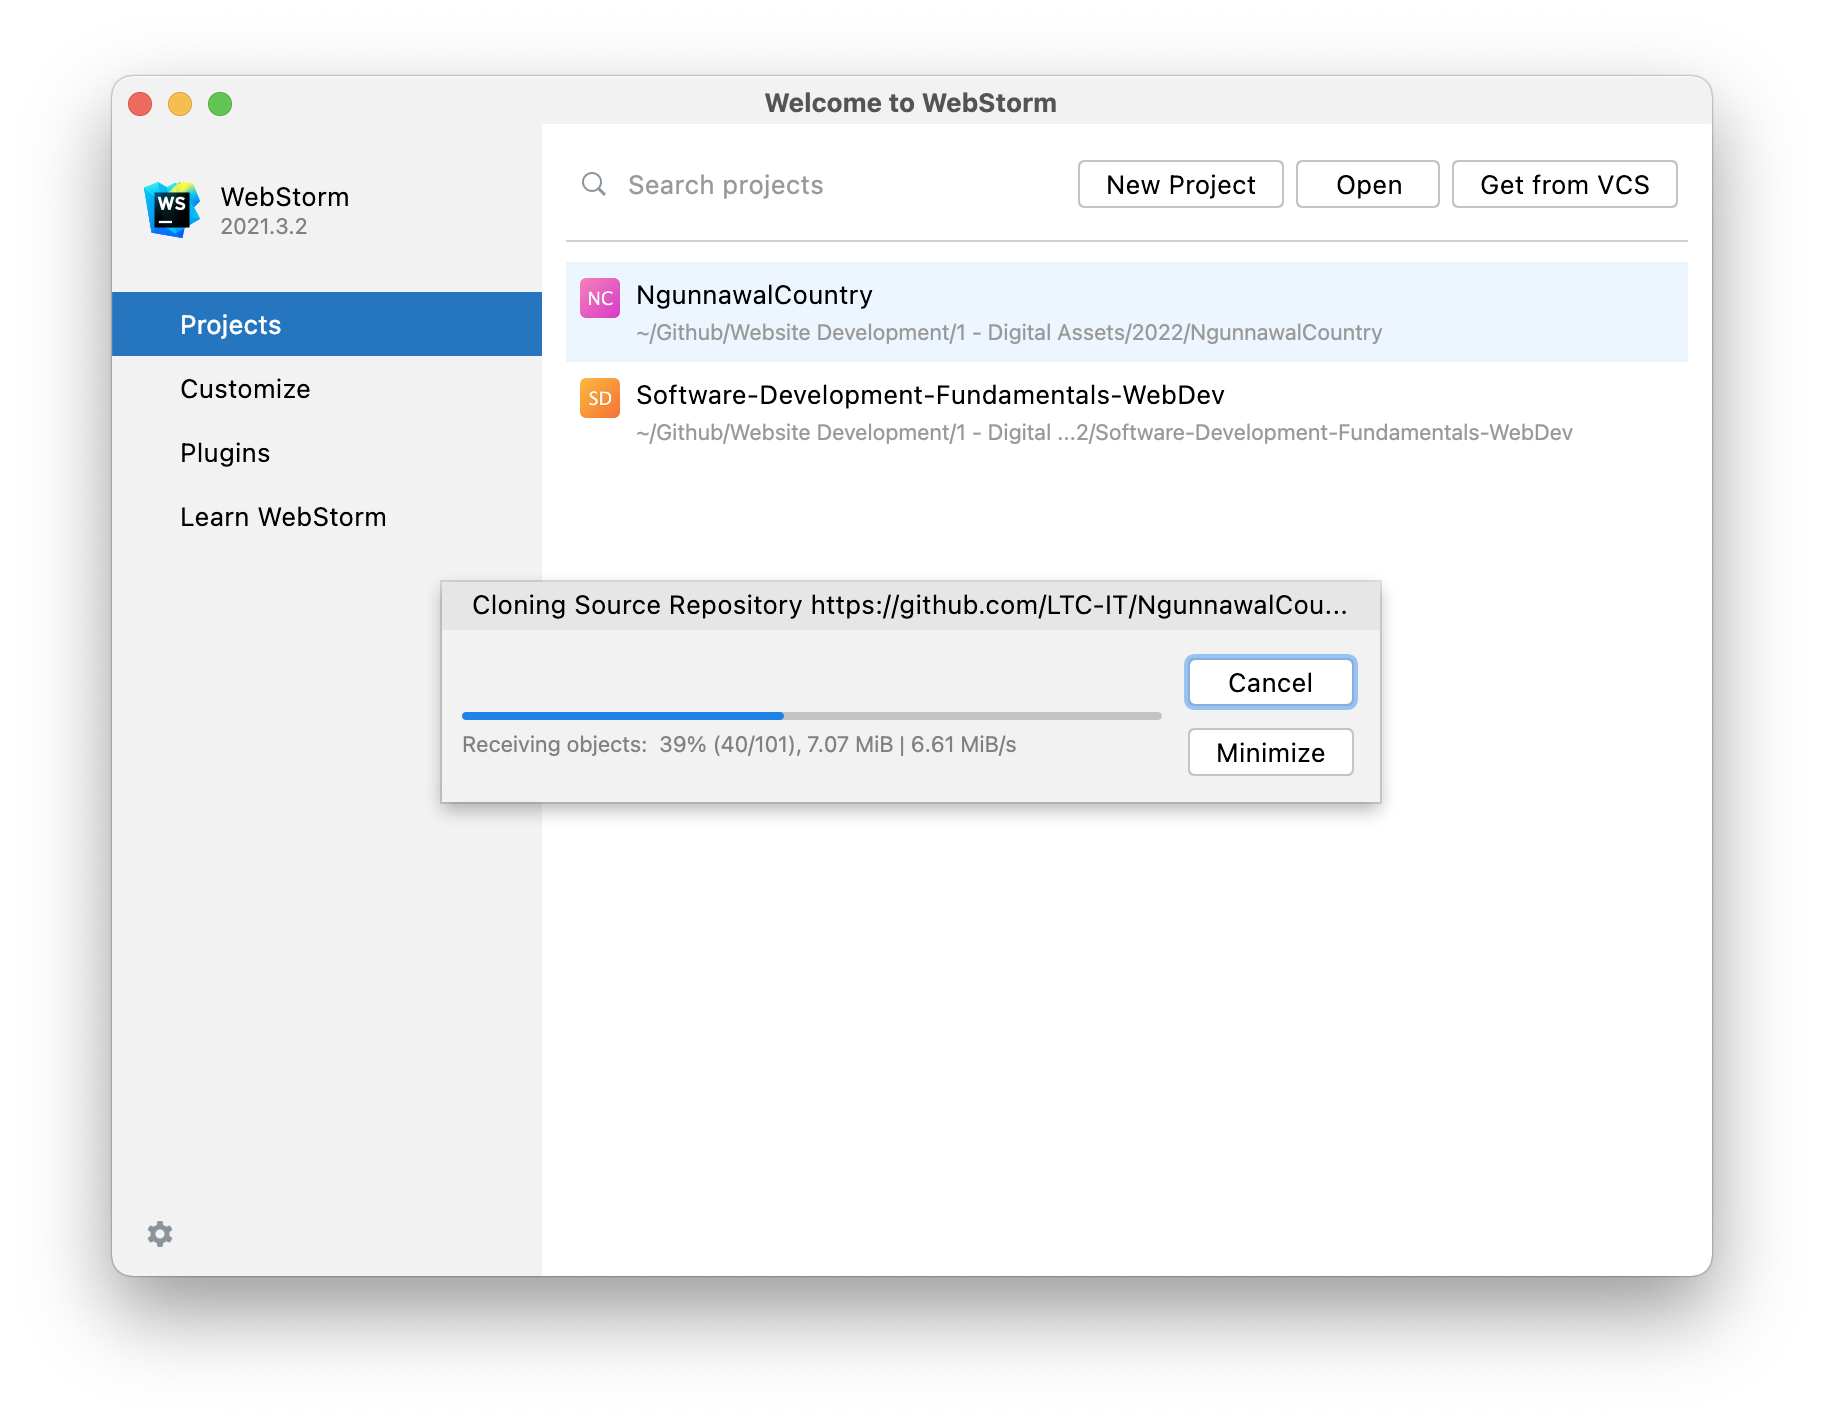 Welcome to WebStorm
WS
WebStorm
2021.3.2
Projects
Customize
Plugins
Learn WebStorm
Search projects
New Project
Open
Get from VCS
NC
NgunnawalCountry
~/Github/Website Development/1 - Digital Assets/2022/NgunnawalCountry
SD
Software-Development-Fundamentals-WebDev
~/Github/Website Development/1 - Digital ...2/Software-Development-Fundamentals-WebDev
Cloning Source Repository https://github.com/LTC-IT/NgunnawalCou...
Receiving objects:  39% (40/101), 7.07 MiB | 6.61 MiB/s
Cancel
Minimize